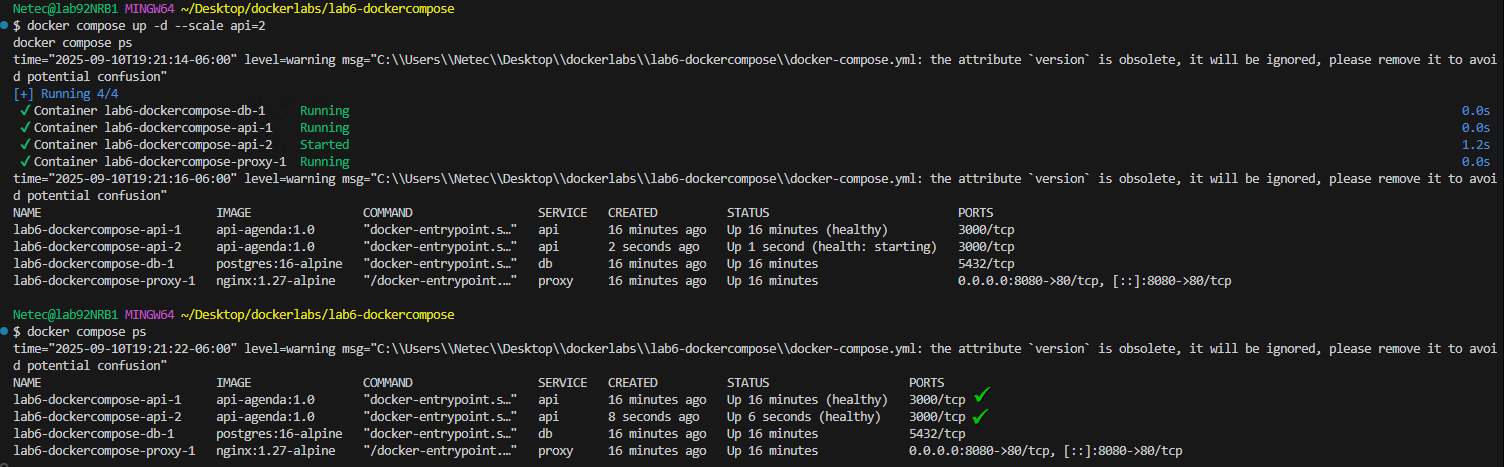 Netec@lab92NRB1 MINGW64 ~/Desktop/dockerlabs/lab6-dockercompose
$ docker compose up -d --scale api=2
docker compose ps
time="2025-09-10T19:21:14-06:00" level=warning msg="C:\\Users\\Netec\\Desktop\\dockerlabs\\lab6-dockercompose\\docker-compose.yml: the attribute `version` is obsolete, it will be ignored, please remove it to avoi
d potential confusion"
[+] Running 4/4
✓ Container lab6-dockercompose-db-1 Running 0.0s
✓ Container lab6-dockercompose-api-1 Running 0.0s
✓ Container lab6-dockercompose-api-2 Started 1.2s
✓ Container lab6-dockercompose-proxy-1 Running 0.0s
time="2025-09-10T19:21:16-06:00" level=warning msg="C:\\Users\\Netec\\Desktop\\dockerlabs\\lab6-dockercompose\\docker-compose.yml: the attribute `version` is obsolete, it will be ignored, please remove it to avoi
d potential confusion"
NAME IMAGE COMMAND SERVICE CREATED STATUS PORTS
lab6-dockercompose-api-1 api-agenda:1.0 "docker-entrypoint.s…" api 16 minutes ago Up 16 minutes (healthy) 3000/tcp
lab6-dockercompose-api-2 api-agenda:1.0 "docker-entrypoint.s…" api 2 seconds ago Up 1 second (health: starting) 3000/tcp
lab6-dockercompose-db-1 postgres:16-alpine "docker-entrypoint.s…" db 16 minutes ago Up 16 minutes 5432/tcp
lab6-dockercompose-proxy-1 nginx:1.27-alpine "/docker-entrypoint.…" proxy 16 minutes ago Up 16 minutes 0.0.0.0:8080->80/tcp, [::]:8080->80/tcp
Netec@lab92NRB1 MINGW64 ~/Desktop/dockerlabs/lab6-dockercompose
$ docker compose ps
time="2025-09-10T19:21:22-06:00" level=warning msg="C:\\Users\\Netec\\Desktop\\dockerlabs\\lab6-dockercompose\\docker-compose.yml: the attribute `version` is obsolete, it will be ignored, please remove it to avoi
d potential confusion"
NAME IMAGE COMMAND SERVICE CREATED STATUS PORTS
lab6-dockercompose-api-1 api-agenda:1.0 "docker-entrypoint.s…" api 16 minutes ago Up 16 minutes (healthy) 3000/tcp ✓
lab6-dockercompose-api-2 api-agenda:1.0 "docker-entrypoint.s…" api 8 seconds ago Up 6 seconds (healthy) 3000/tcp ✓
lab6-dockercompose-db-1 postgres:16-alpine "docker-entrypoint.s…" db 16 minutes ago Up 16 minutes 5432/tcp
lab6-dockercompose-proxy-1 nginx:1.27-alpine "/docker-entrypoint.…" proxy 16 minutes ago Up 16 minutes 0.0.0.0:8080->80/tcp, [::]:8080->80/tcp